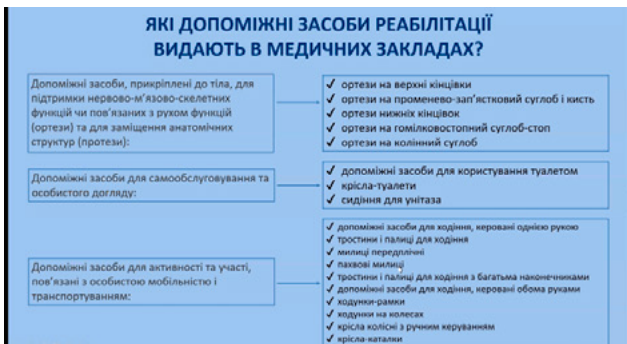 ЯКІ ДОПОМІЖНІ ЗАСОБИ РЕАБІЛІТАЦІЇ
ВИДАЮТЬ В МЕДИЧНИХ ЗАКЛАДАХ?
Допоміжні засоби, прикріплені до тіла, для
підтримки нервово-м'язово-скелетних
функцій чи пов'язаних з рухом функцій
(ортези) та для заміщення анатомічних
структур (протези):
✓ ортези на верхні кінцівки
✓ ортези на променево-зап'ястковий суглоб і кисть
✓ ортези нижніх кінцівок
✓ ортези на гомілковостопний суглоб-стоп
✓ ортези на колінний суглоб
Допоміжні засоби для самообслуговування та
особистого догляду:
✓ допоміжні засоби для користування туалетом
✓ крісла-туалети
✓ сидіння для унітаза
Допоміжні засоби для активності та участі,
пов'язані з особистою мобільністю і
транспортуванням:
✓ допоміжні засоби для ходіння, керовані однією рукою
✓ тростини і палиці для ходіння
✓ милиці передплічні
✓ пахвові милиці
✓ тростини і палиці для ходіння з багатьма наконечниками
✓ допоміжні засоби для ходіння, керовані обома руками
✓ ходунки-рамки
✓ ходунки на колесах
✓ крісла колісні з ручним керуванням
✓ крісла-каталки